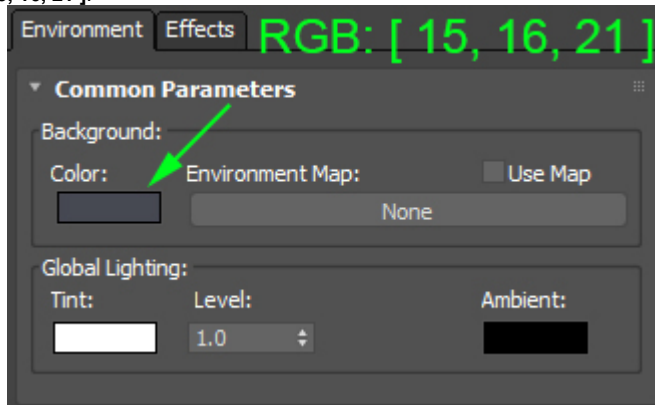 Environment Effects RGB: [ 15, 16, 21 ]
Common Parameters
Background:
Color: Environment Map: Use Map
None
Global Lighting:
Tint: Level: Ambient:
1.0